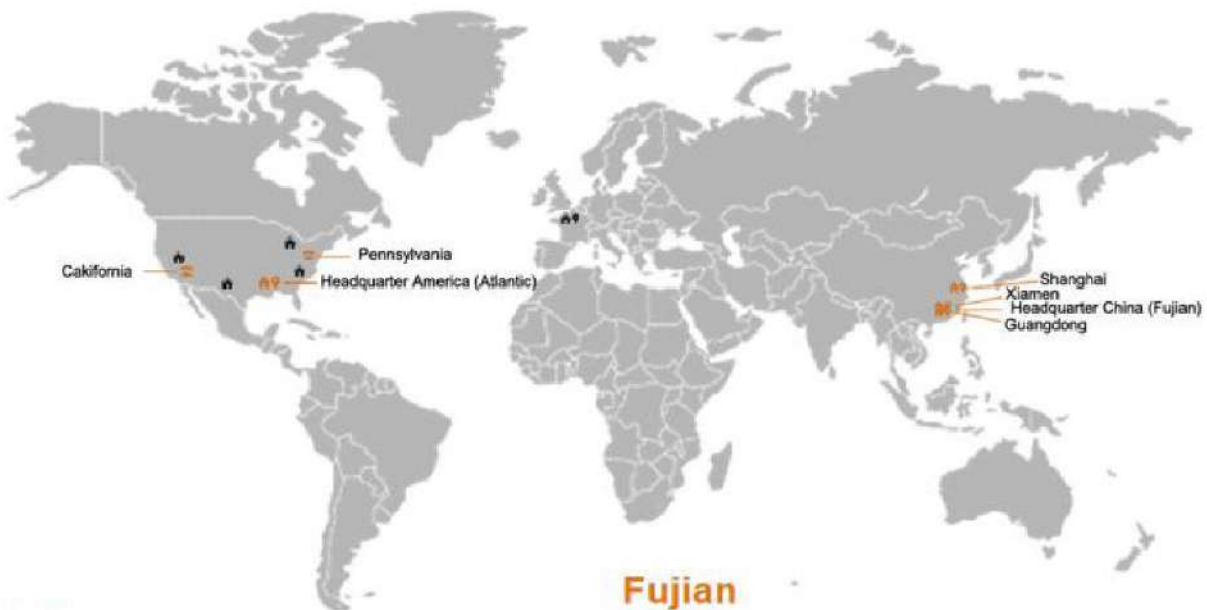 Pennsylvania
Cakifornia
Headquarter America (Atlantic)
Shanghai
Xiamen
Headquarter China (Fujian)
Guangdong
Fujian